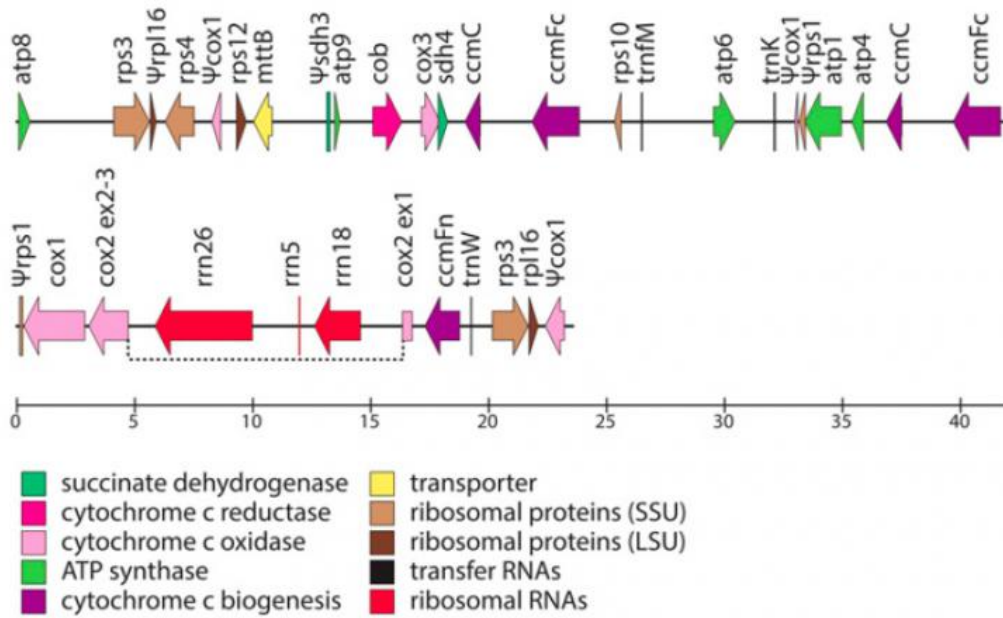 atp8 rps3 Ψrpl16 rps4 Ψcox1 rps12 mttB Ψsdh3 atp9 cob cox3 sdh4 ccmC ccmFc rps10 trnfM atp6 trnK Ψcox1 Ψrps1 atp1 atp4 ccmC ccmFc
Ψrps1 cox1 cox2 ex2-3 rrn26 rrn5 rrn18 cox2 ex1 ccmFn trnW rps3 rpl16 Ψcox1
0 5 10 15 20 25 30 35 40
succinate dehydrogenase
cytochrome c reductase
cytochrome c oxidase
ATP synthase
cytochrome c biogenesis
transporter
ribosomal proteins (SSU)
ribosomal proteins (LSU)
transfer RNAs
ribosomal RNAs